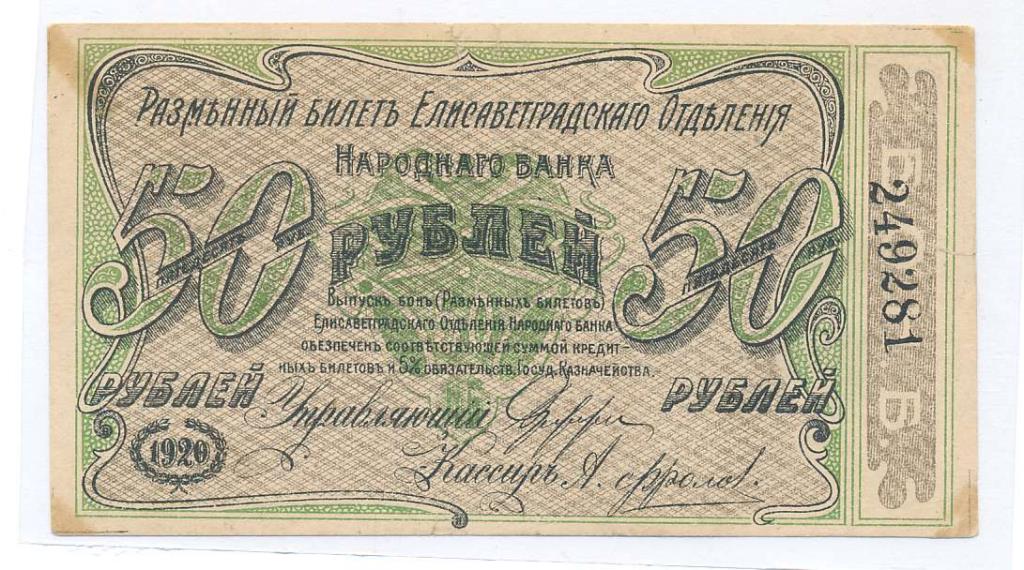 Размѣнный билетъ Елисаветградскаго Отдѣленія
Народнаго банка
50 рублей 50
Выпускъ бонъ (Размѣнныхъ билетовъ)
Елисаветградскаго Отдѣленія Народнаго банка
обезпеченъ соотвѣтствующей суммой кредит-
ныхъ билетовъ и 5% обязательств. Госуд. Казначейства.
рублей рублей
Управляющій
1920
Кассиръ А. Фролов.
249281
Б.